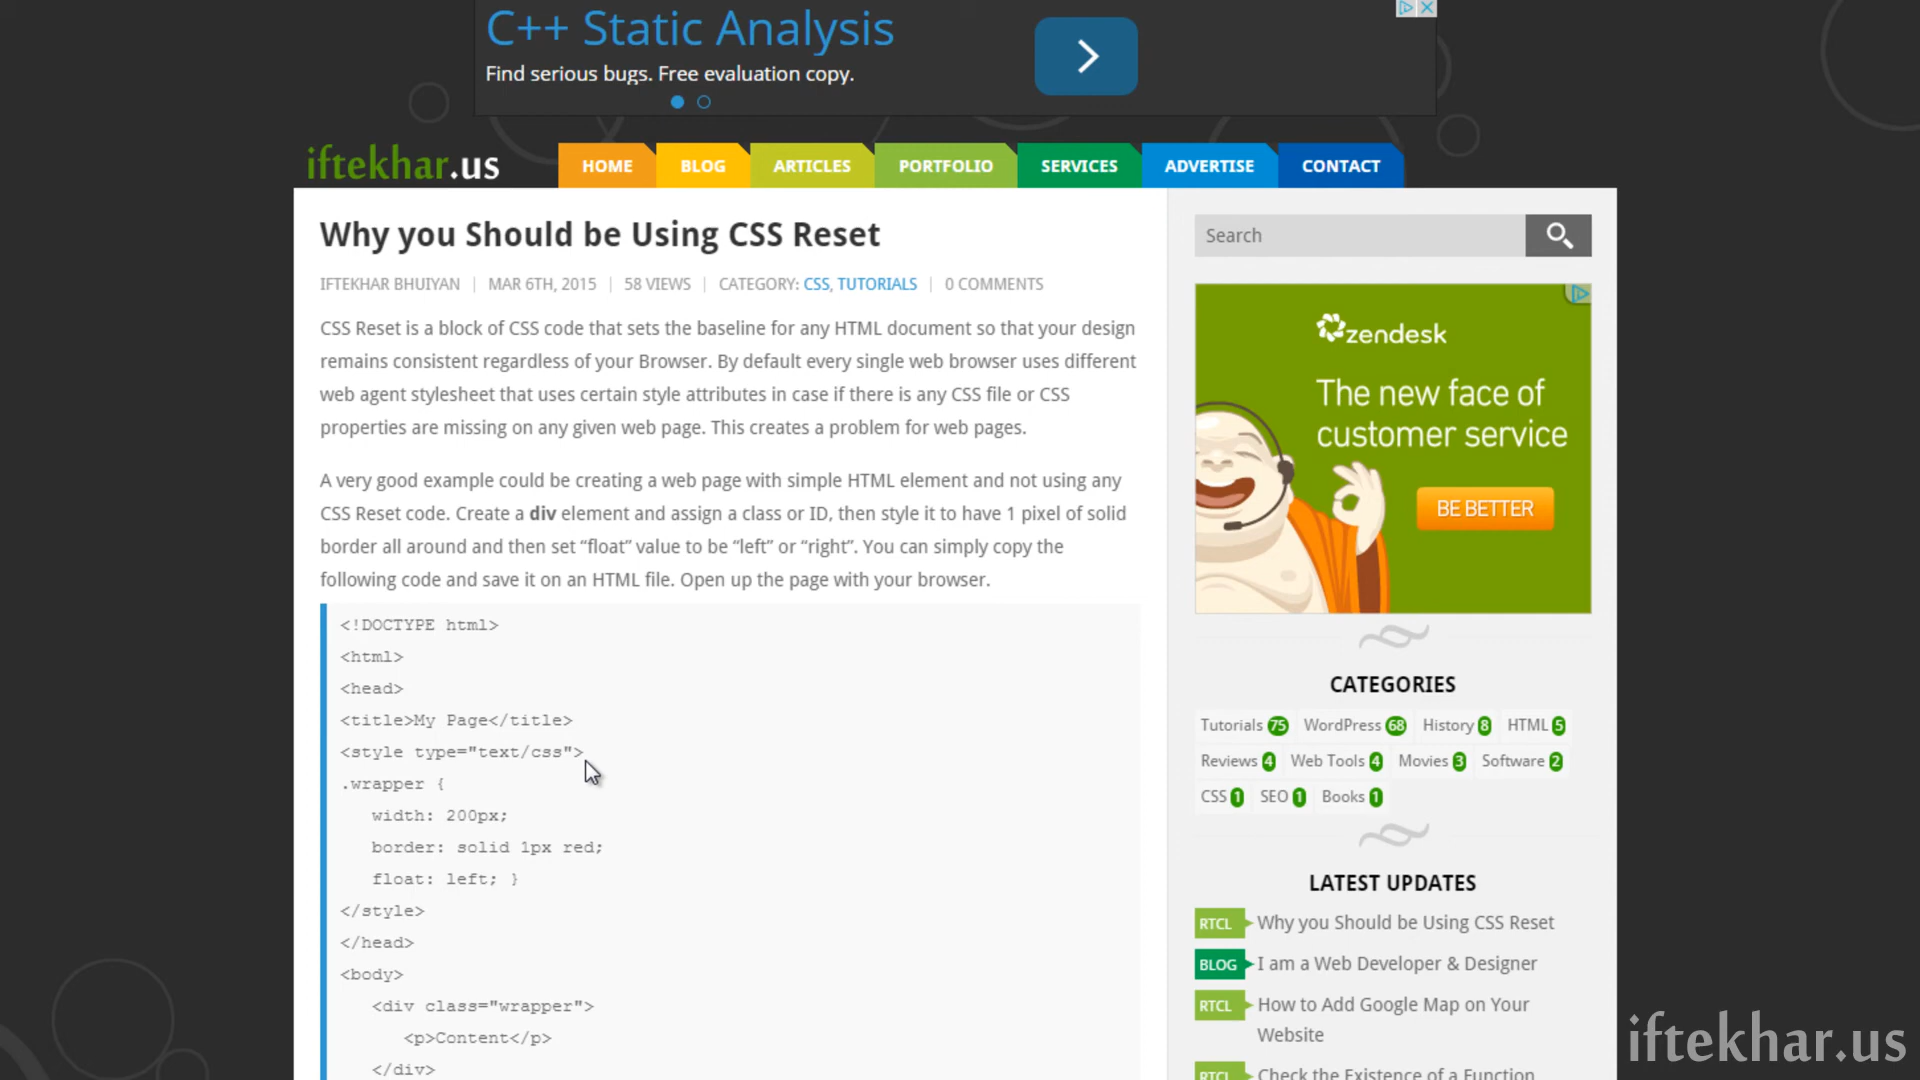 C++ Static Analysis
Find serious bugs. Free evaluation copy.
iftekhar.us
HOME
BLOG
ARTICLES
PORTFOLIO
SERVICES
ADVERTISE
CONTACT
Why you Should be Using CSS Reset
IFTEKHAR BHUIYAN | MAR 6TH, 2015 | 58 VIEWS | CATEGORY: CSS, TUTORIALS | 0 COMMENTS
CSS Reset is a block of CSS code that sets the baseline for any HTML document so that your design
remains consistent regardless of your Browser. By default every single web browser uses different
web agent stylesheet that uses certain style attributes in case if there is any CSS file or CSS
properties are missing on any given web page. This creates a problem for web pages.
A very good example could be creating a web page with simple HTML element and not using any
CSS Reset code. Create a div element and assign a class or ID, then style it to have 1 pixel of solid
border all around and then set “float” value to be “left” or “right”. You can simply copy the
following code and save it on an HTML file. Open up the page with your browser.
<!DOCTYPE html>
<html>
<head>
<title>My Page</title>
<style type="text/css">
.wrapper {
width: 200px;
border: solid 1px red;
float: left; }
</style>
</head>
<body>
<div class="wrapper">
<p>Content</p>
</div>
Search
zendesk
The new face of
customer service
BE BETTER
CATEGORIES
Tutorials 75 WordPress 68 History 8 HTML 5
Reviews 4 Web Tools 4 Movies 3 Software 2
CSS 1 SEO 1 Books 1
LATEST UPDATES
RTCL Why you Should be Using CSS Reset
BLOG I am a Web Developer & Designer
RTCL How to Add Google Map on Your
Website
RTCL Check the Existence of a Function
iftekhar.us